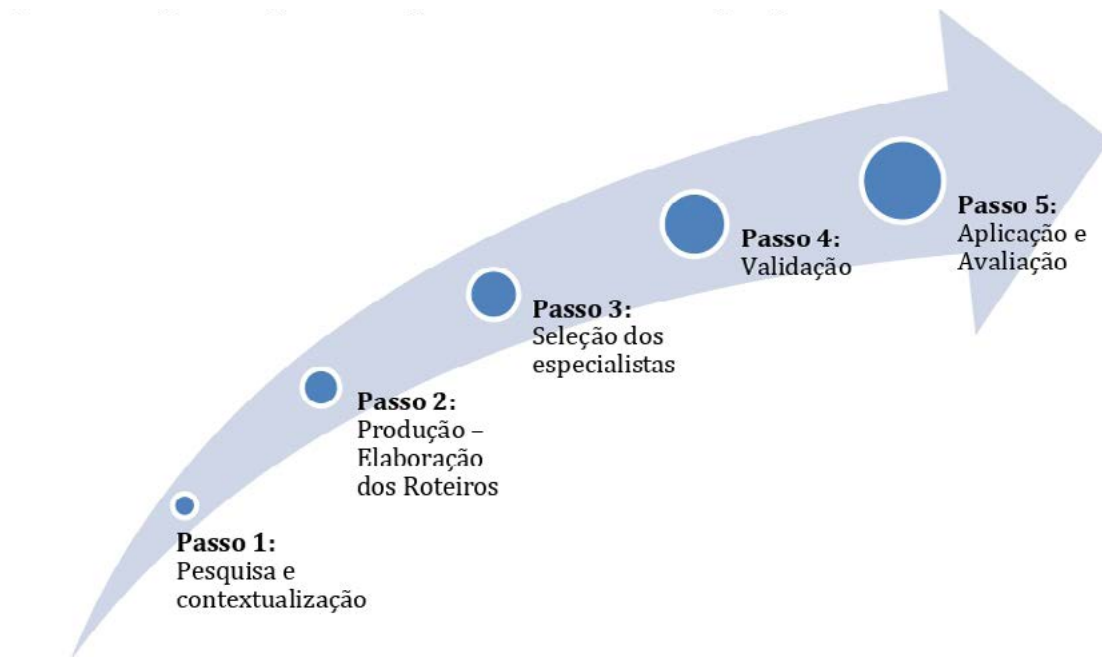 Passo 1:
Pesquisa e
contextualização
Passo 2:
Produção –
Elaboração
dos Roteiros
Passo 3:
Seleção dos
especialistas
Passo 4:
Validação
Passo 5:
Aplicação e
Avaliação